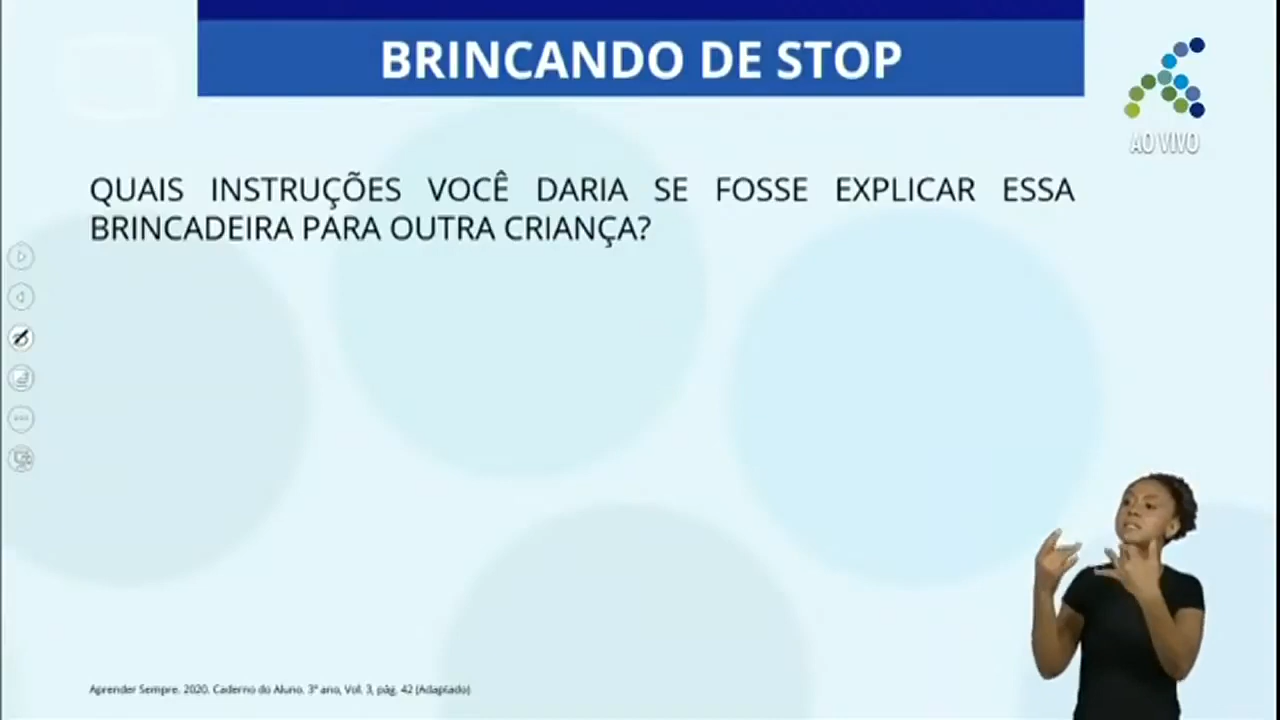 BRINCANDO DE STOP
AO VIVO
QUAIS INSTRUÇÕES VOCÊ DARIA SE FOSSE EXPLICAR ESSA
BRINCADEIRA PARA OUTRA CRIANÇA?
Aprender Sempre. 2020. Caderno do Aluno. 3º ano, Vol. 3, pág. 42 (Adaptado)